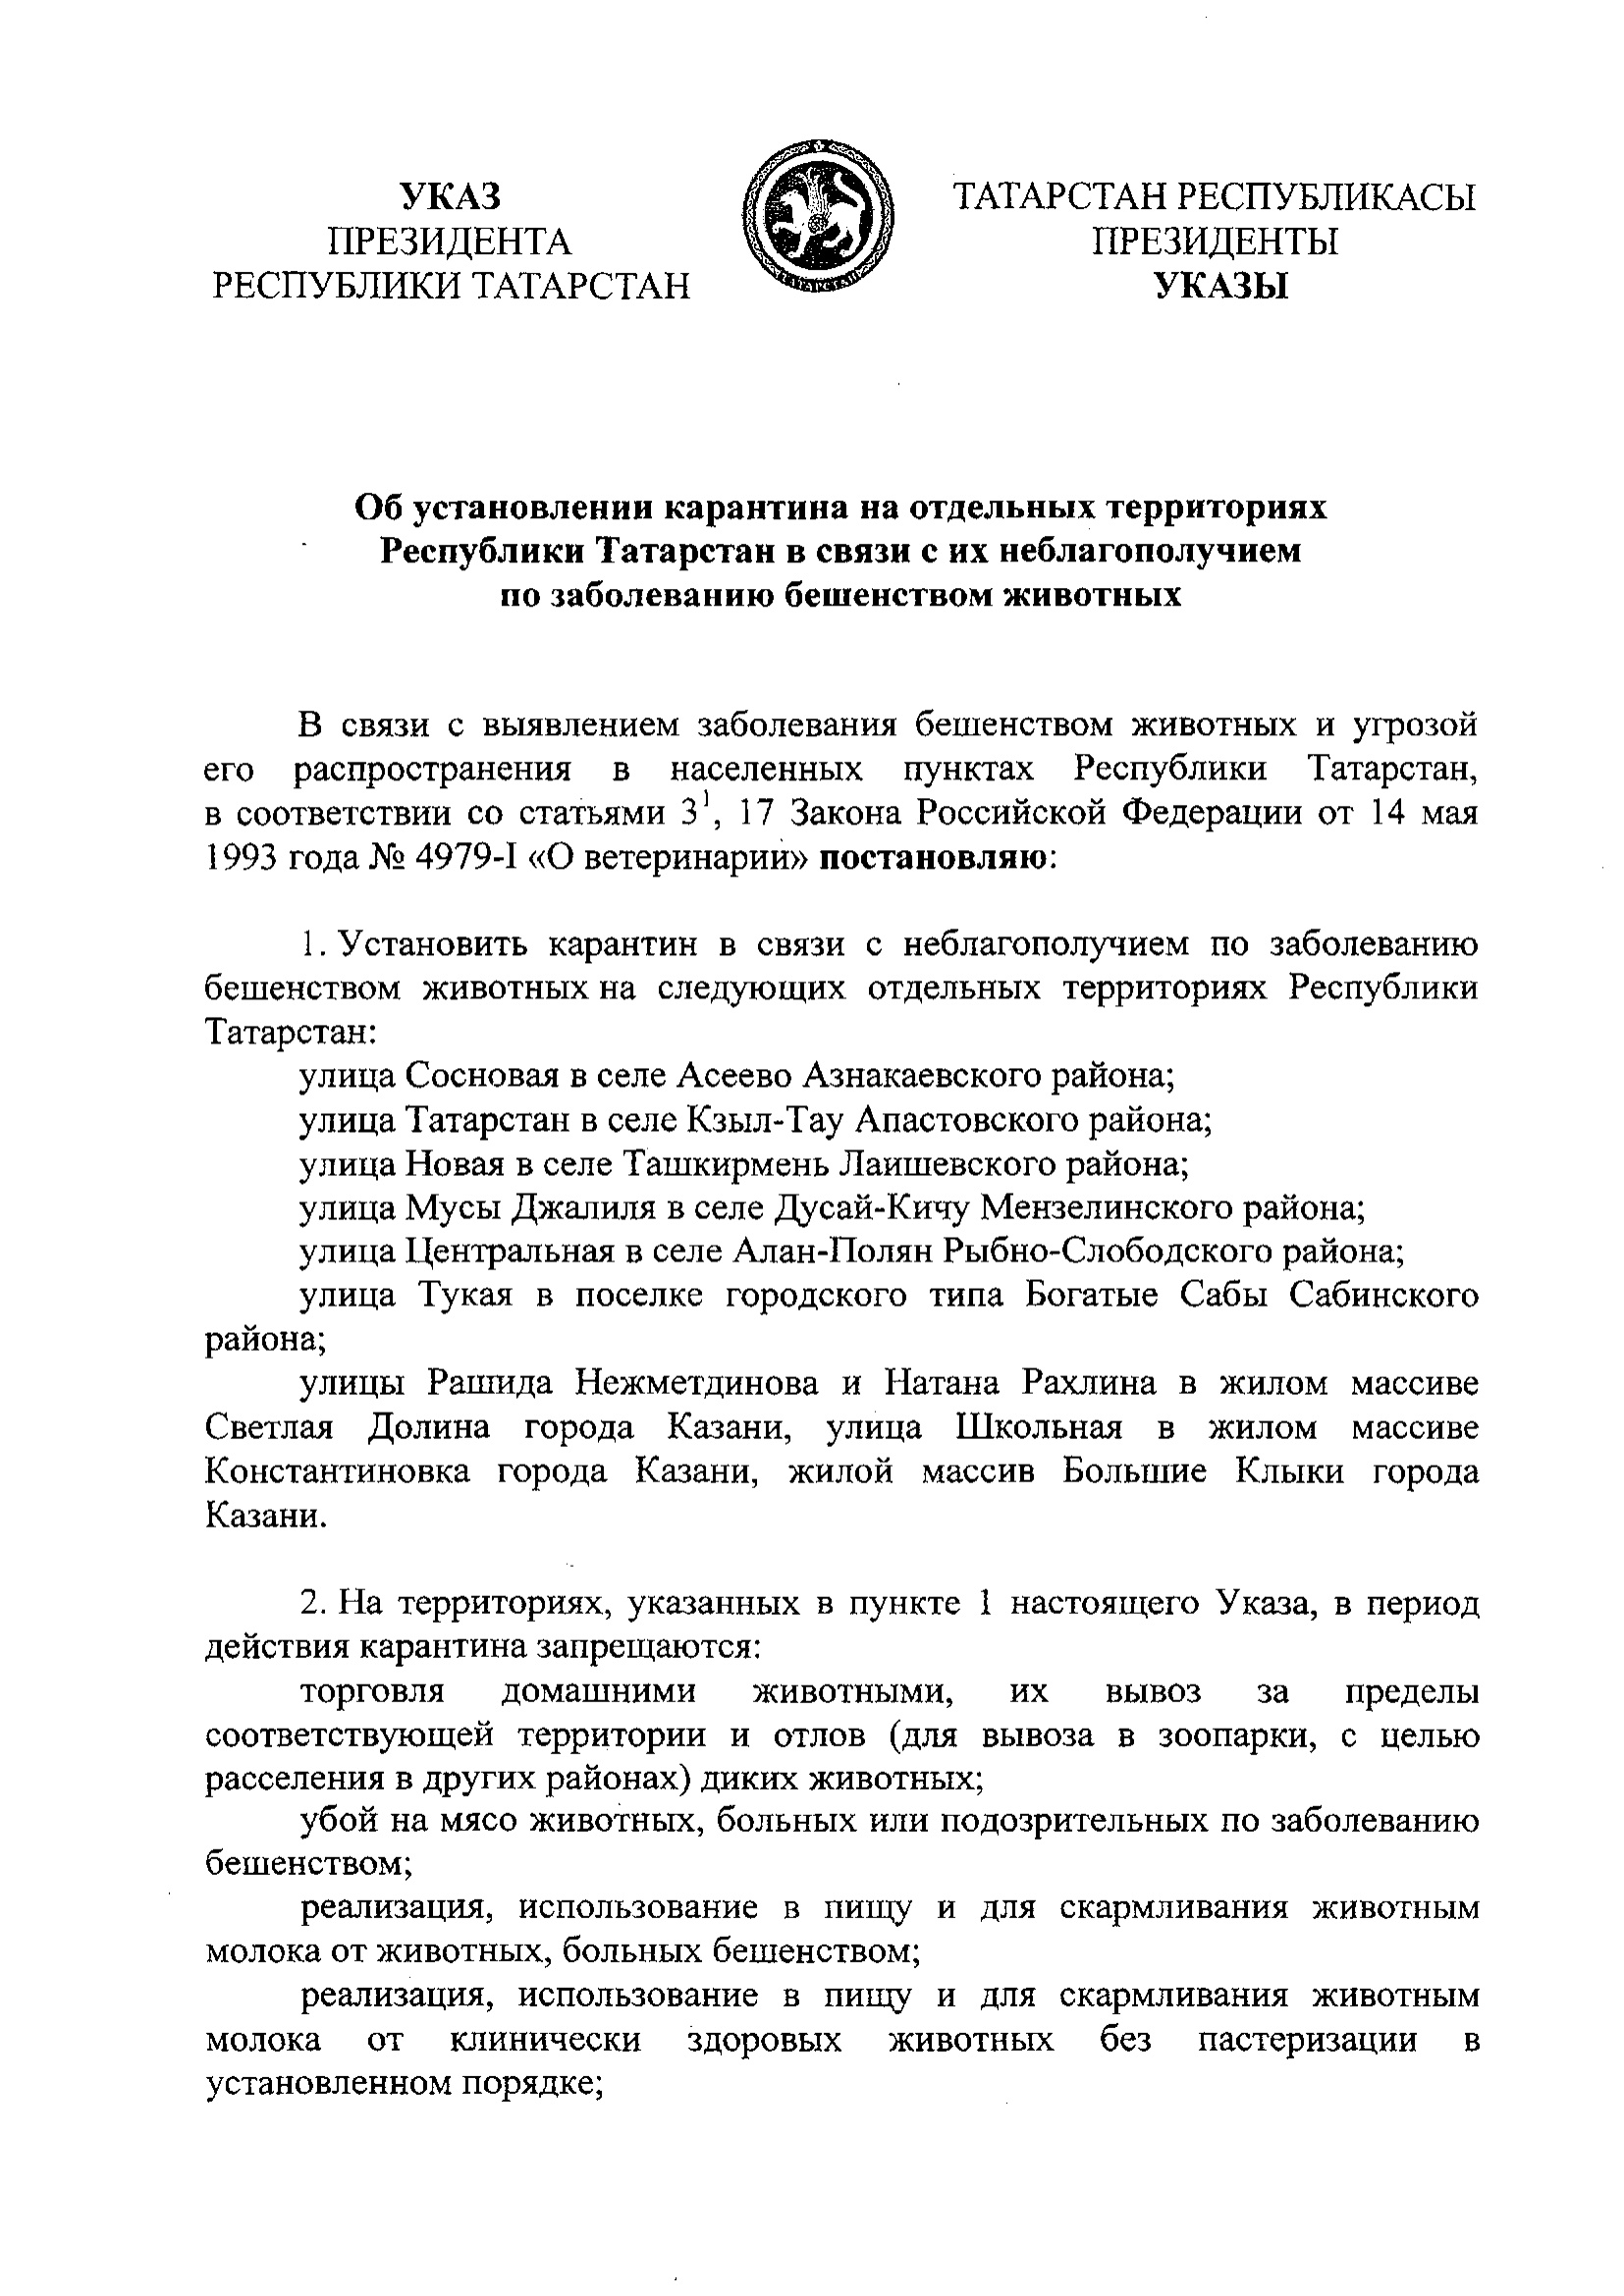 УКАЗ
ПРЕЗИДЕНТА
РЕСПУБЛИКИ ТАТАРСТАН
ТАТАРСТАН
ТАТАРСТАН РЕСПУБЛИКАСЫ
ПРЕЗИДЕНТЫ
УКАЗЫ
Об установлении карантина на отдельных территориях
Республики Татарстан в связи с их неблагополучием
по заболеванию бешенством животных
В связи с выявлением заболевания бешенством животных и угрозой
его распространения в населенных пунктах Республики Татарстан,
в соответствии со статьями 3¹, 17 Закона Российской Федерации от 14 мая
1993 года № 4979-I «О ветеринарии» постановляю:
1. Установить карантин в связи с неблагополучием по заболеванию
бешенством животных на следующих отдельных территориях Республики
Татарстан:
улица Сосновая в селе Асеево Азнакаевского района;
улица Татарстан в селе Кзыл-Тау Апастовского района;
улица Новая в селе Ташкирмень Лаишевского района;
улица Мусы Джалиля в селе Дусай-Кичу Мензелинского района;
улица Центральная в селе Алан-Полян Рыбно-Слободского района;
улица Тукая в поселке городского типа Богатые Сабы Сабинского
района;
улицы Рашида Нежметдинова и Натана Рахлина в жилом массиве
Светлая Долина города Казани, улица Школьная в жилом массиве
Константиновка города Казани, жилой массив Большие Клыки города
Казани.
2. На территориях, указанных в пункте 1 настоящего Указа, в период
действия карантина запрещаются:
торговля домашними животными, их вывоз за пределы
соответствующей территории и отлов (для вывоза в зоопарки, с целью
расселения в других районах) диких животных;
убой на мясо животных, больных или подозрительных по заболеванию
бешенством;
реализация, использование в пищу и для скармливания животным
молока от животных, больных бешенством;
реализация, использование в пищу и для скармливания животным
молока от клинически здоровых животных без пастеризации в
установленном порядке;